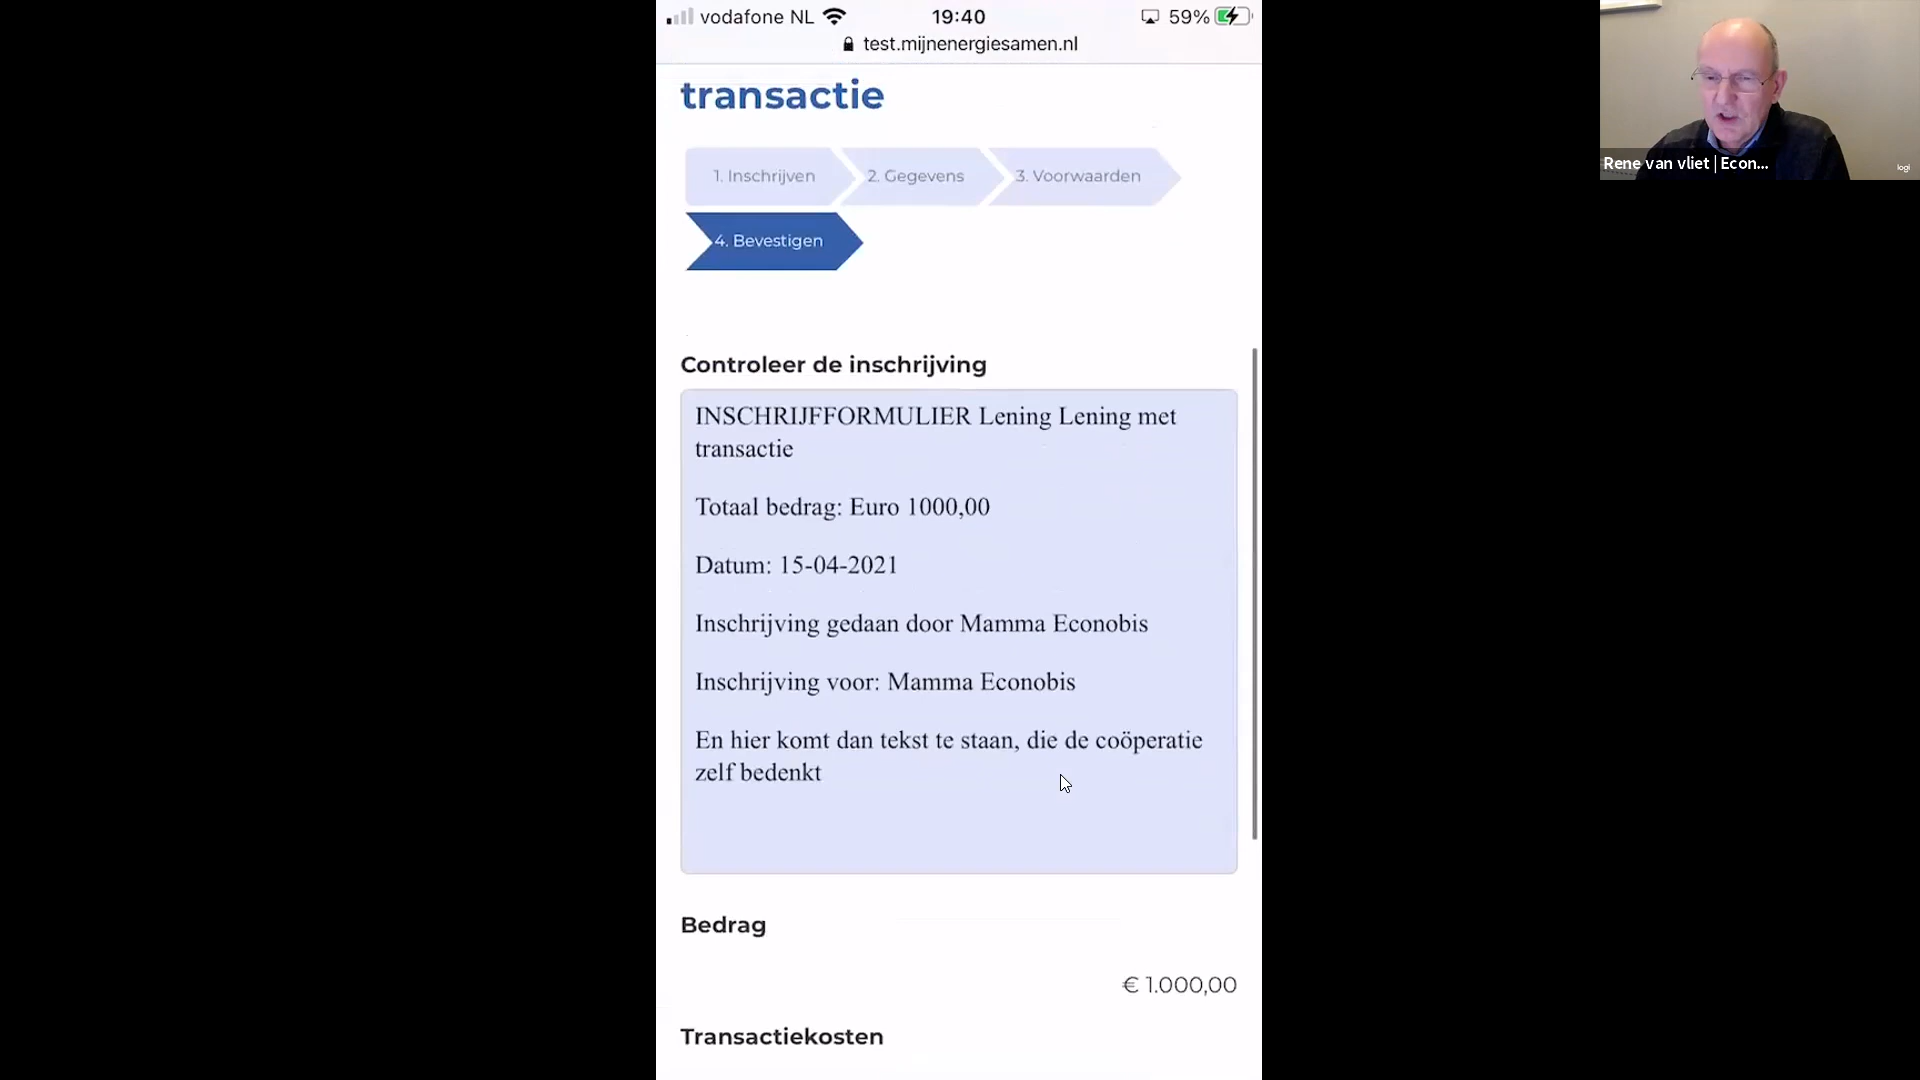 vodafone NL 19:40 59%
test.mijnenergiesamen.nl
transactie
1. Inschrijven 2. Gegevens 3. Voorwaarden
4. Bevestigen
Controleer de inschrijving
INSCHRIJFFORMULIER Lening Lening met
transactie
Totaal bedrag: Euro 1000,00
Datum: 15-04-2021
Inschrijving gedaan door Mamma Econobis
Inschrijving voor: Mamma Econobis
En hier komt dan tekst te staan, die de coöperatie
zelf bedenkt
Bedrag
€ 1.000,00
Transactiekosten
Rene van vliet | Econ...
logi